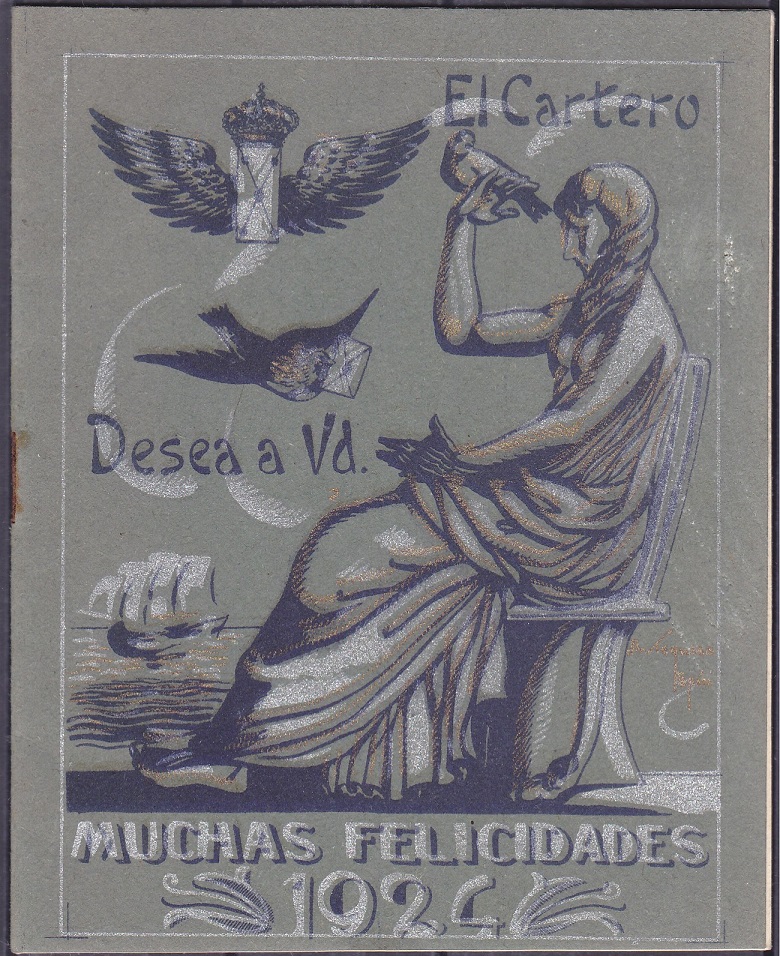 El Cartero
Desea a Vd.
MUCHAS FELICIDADES
1924